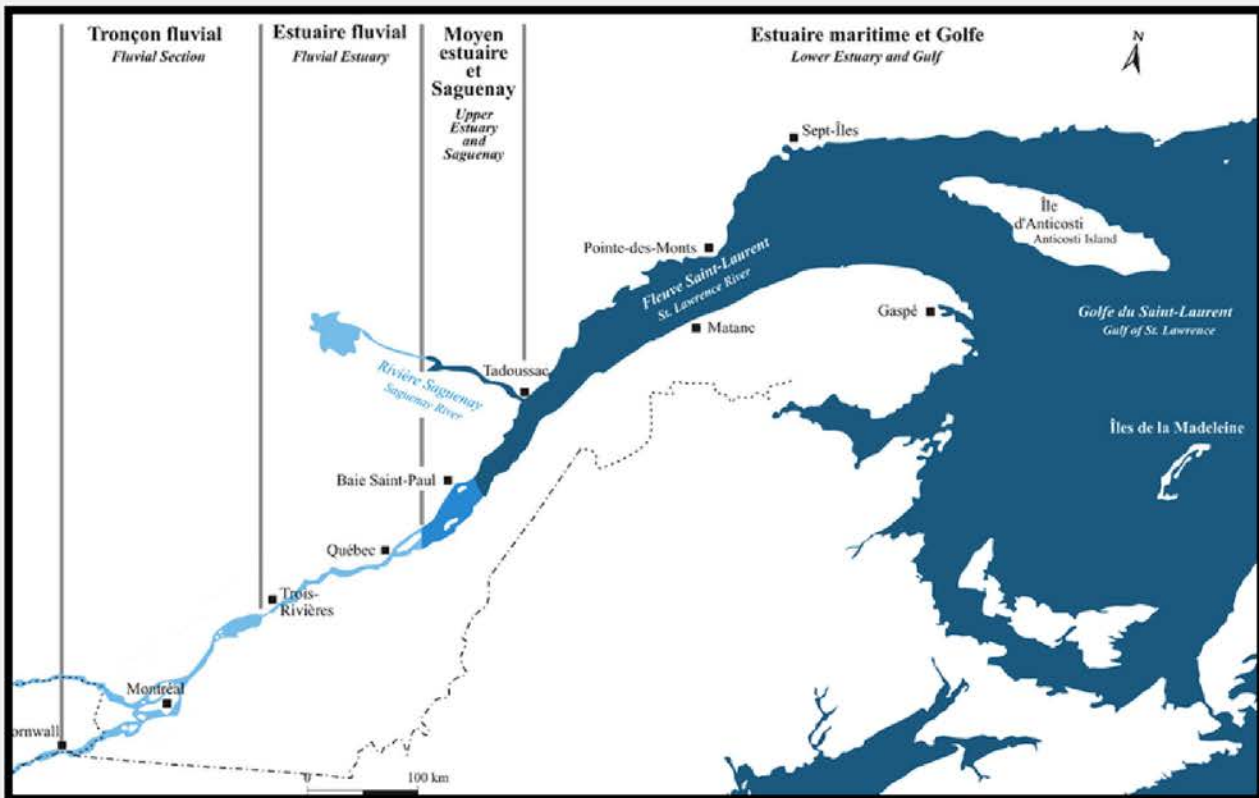 Tronçon fluvial
Fluvial Section
Estuaire fluvial
Fluvial Estuary
Moyen
estuaire
et
Saguenay
Upper
Estuary
and
Saguenay
Estuaire maritime et Golfe
Lower Estuary and Gulf
N
Sept-Îles
Île
d'Anticosti
Anticosti Island
Pointe-des-Monts
Fleuve Saint-Laurent
St. Lawrence River
Gaspé
Golfe du Saint-Laurent
Gulf of St. Lawrence
Matane
Tadoussac
Rivière Saguenay
Saguenay River
Îles de la Madeleine
Baie Saint-Paul
Québec
Trois-
Rivières
Montréal
ornwall
0 100 km